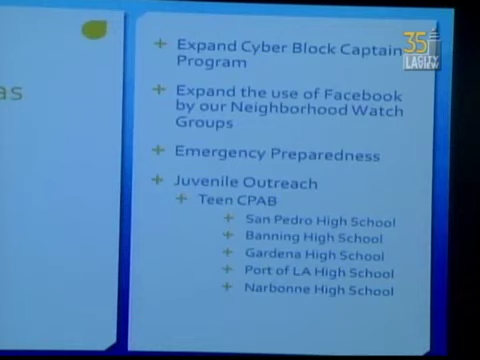 as
Expand Cyber Block Captain
Program
Expand the use of Facebook
by our Neighborhood Watch
Groups
Emergency Preparedness
Juvenile Outreach
Teen CPAB
San Pedro High School
Banning High School
Gardena High School
Port of LA High School
Narbonne High School
35
LA CITY
VIEW